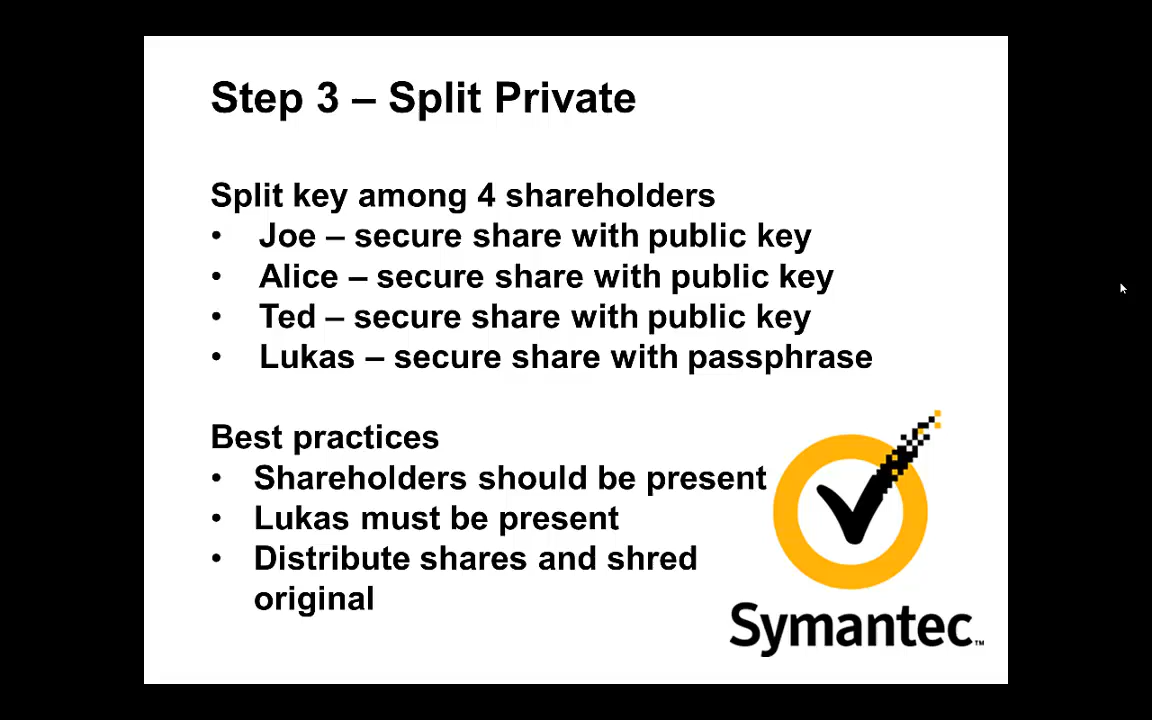 Step 3 – Split Private
Split key among 4 shareholders
• Joe – secure share with public key
• Alice – secure share with public key
• Ted – secure share with public key
• Lukas – secure share with passphrase
Best practices
• Shareholders should be present
• Lukas must be present
• Distribute shares and shred
original
Symantec™